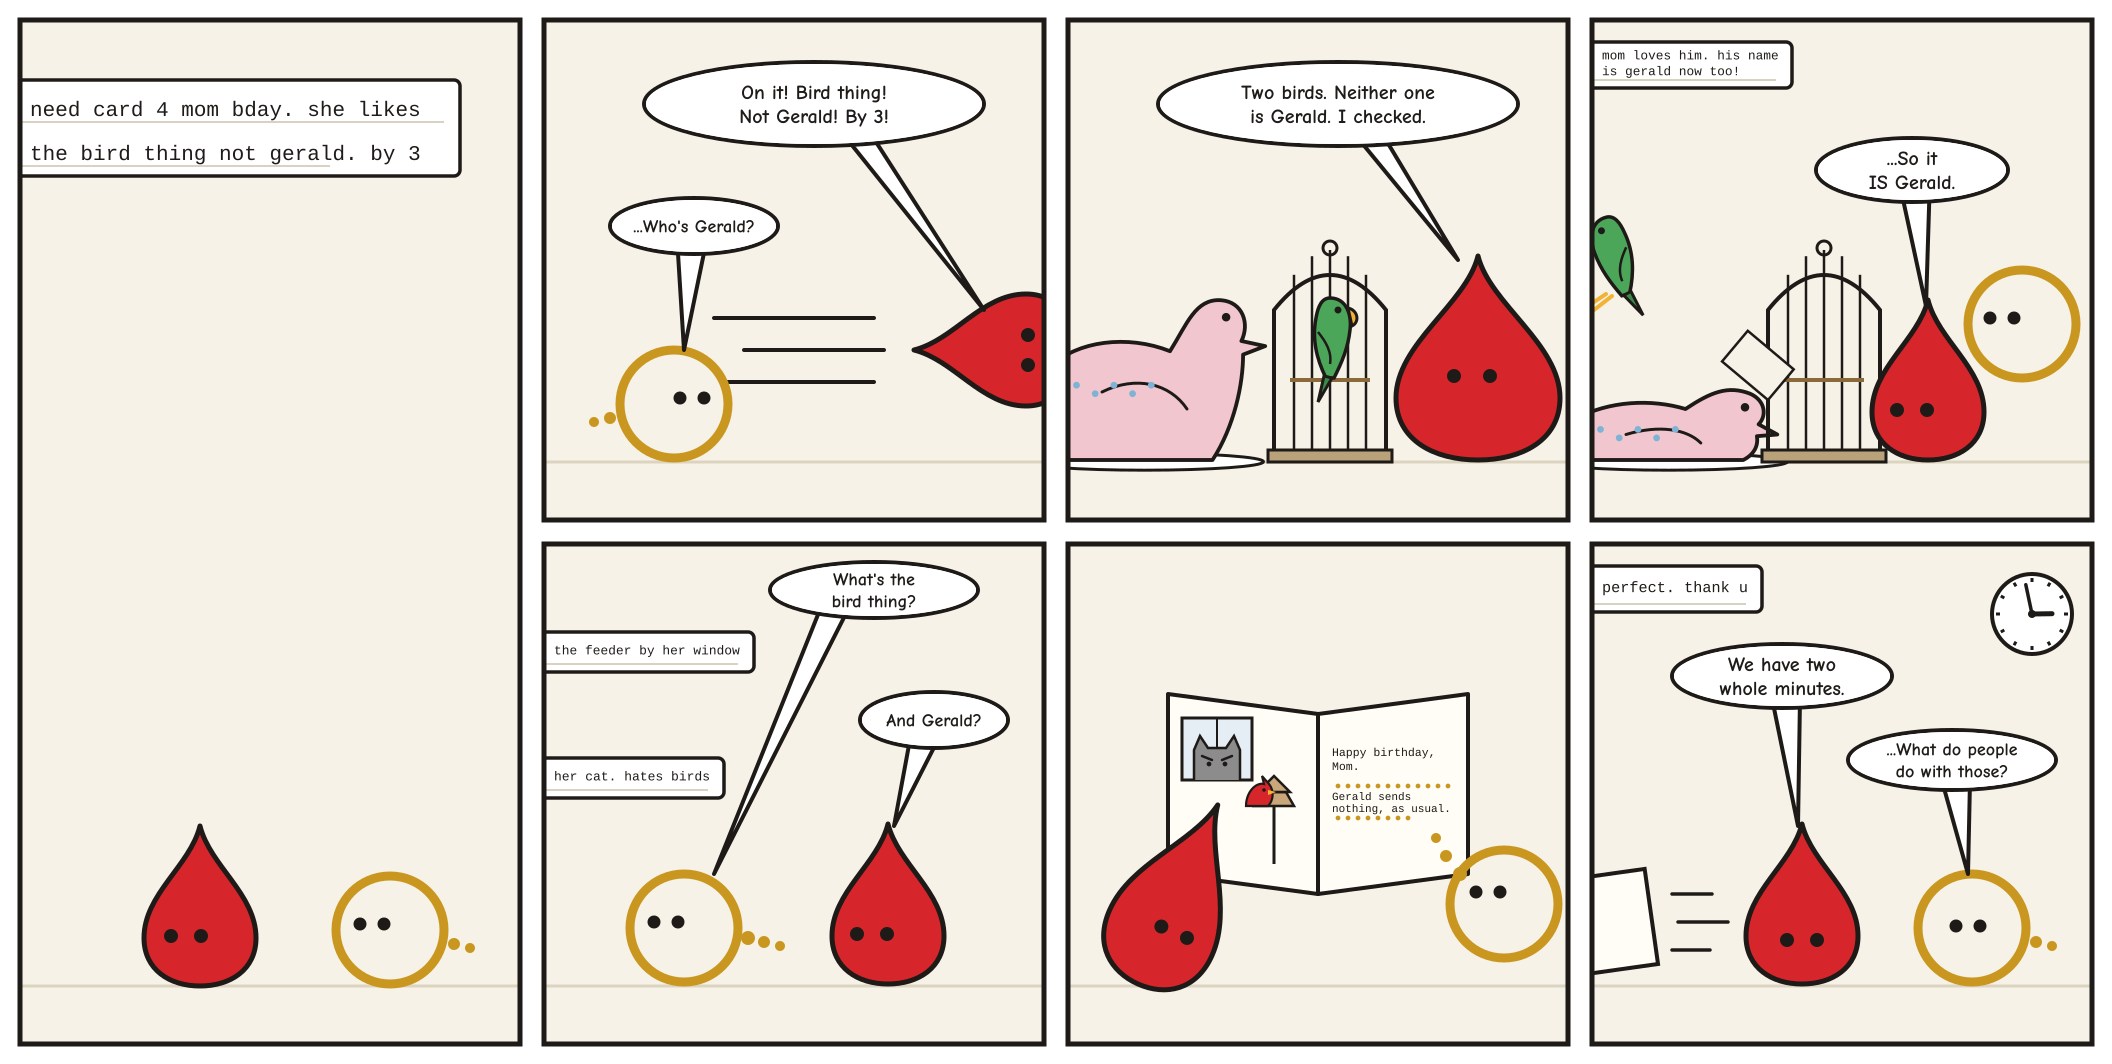 need card 4 mom bday. she likes
the bird thing not gerald. by 3
On it! Bird thing!
Not Gerald! By 3!
...Who's Gerald?
Two birds. Neither one
is Gerald. I checked.
mom loves him. his name
is gerald now too!
...So it
IS Gerald.
What's the
bird thing?
the feeder by her window
And Gerald?
her cat. hates birds
Happy birthday,
Mom.
Gerald sends
nothing, as usual.
perfect. thank u
We have two
whole minutes.
...What do people
do with those?